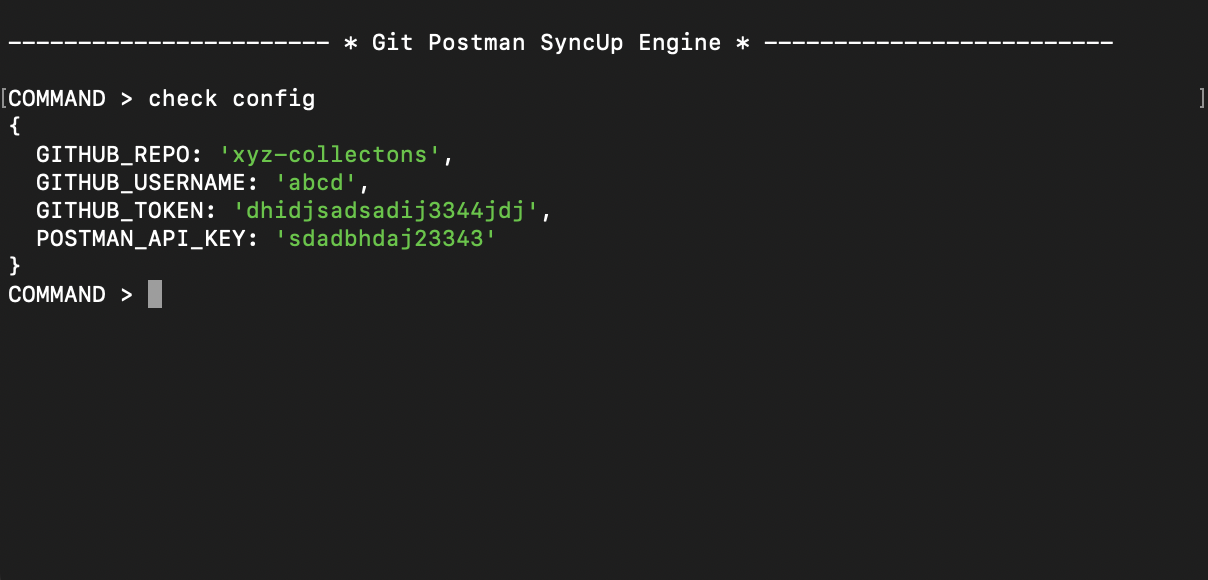 ----------------------- * Git Postman SyncUp Engine * -------------------------
[COMMAND > check config ]
{
  GITHUB_REPO: 'xyz-collectons',
  GITHUB_USERNAME: 'abcd',
  GITHUB_TOKEN: 'dhidjsadsadij3344jdj',
  POSTMAN_API_KEY: 'sdadbhdaj23343'
}
COMMAND >